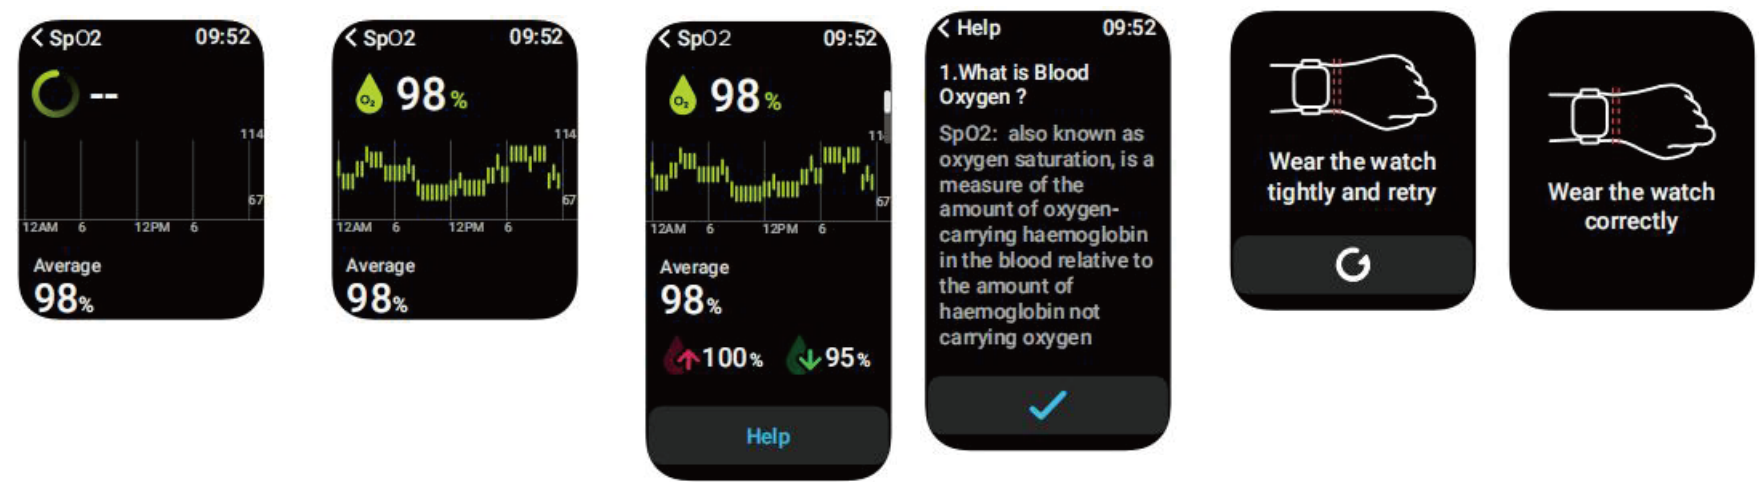 SpO2 09:52
--
114
67
12AM 6 12PM 6
Average
98%
SpO2 09:52
O₂ 98%
114
67
12AM 6 12PM 6
Average
98%
SpO2 09:52
O₂ 98%
11
67
12AM 6 12PM 6
Average
98%
100% 95%
Help
Help 09:52
1.What is Blood
Oxygen ?
SpO2: also known as
oxygen saturation, is a
measure of the
amount of oxygen-
carrying haemoglobin
in the blood relative to
the amount of
haemoglobin not
carrying oxygen
Wear the watch
tightly and retry
Wear the watch
correctly